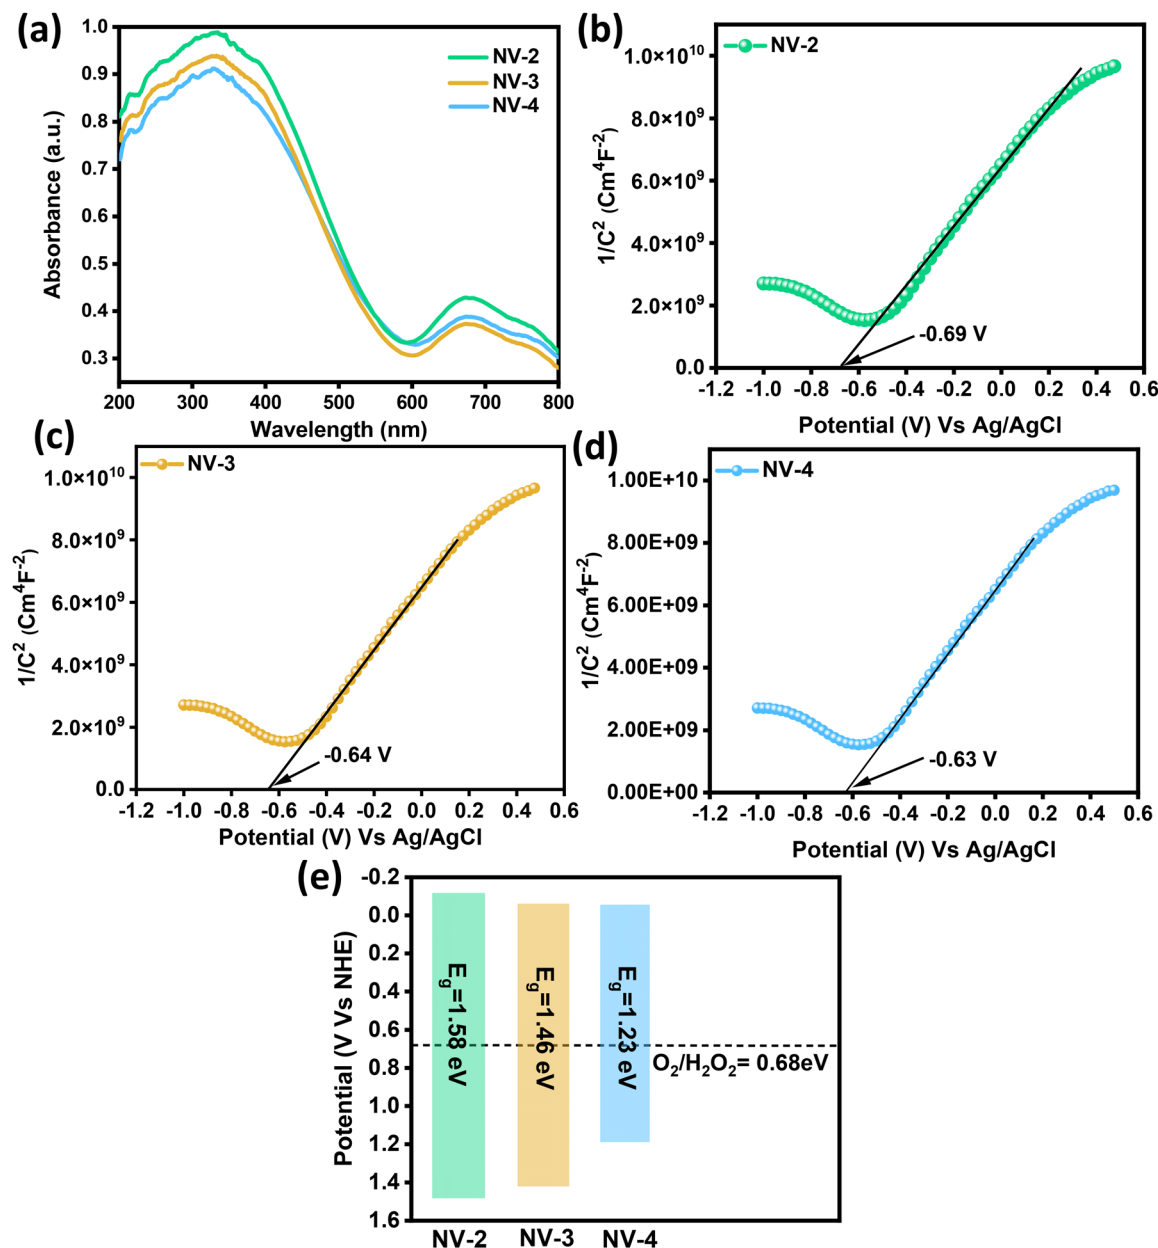 (a)
NV-2
NV-3
NV-4
1.0
0.9
0.8
0.7
0.6
0.5
0.4
0.3
Absorbance (a.u.)
200 300 400 500 600 700 800
Wavelength (nm)
(b)
NV-2
1.0×10¹⁰
8.0×10⁹
6.0×10⁹
4.0×10⁹
2.0×10⁹
0.0
1/C² (Cm⁴F⁻²)
-0.69 V
-1.2 -1.0 -0.8 -0.6 -0.4 -0.2 0.0 0.2 0.4 0.6
Potential (V) Vs Ag/AgCl
(c)
NV-3
1.0×10¹⁰
8.0×10⁹
6.0×10⁹
4.0×10⁹
2.0×10⁹
0.0
1/C² (Cm⁴F⁻²)
-0.64 V
-1.2 -1.0 -0.8 -0.6 -0.4 -0.2 0.0 0.2 0.4 0.6
Potential (V) Vs Ag/AgCl
(d)
NV-4
1.00E+10
8.00E+09
6.00E+09
4.00E+09
2.00E+09
0.00E+00
1/C² (Cm⁴F⁻²)
-0.63 V
-1.2 -1.0 -0.8 -0.6 -0.4 -0.2 0.0 0.2 0.4 0.6
Potential (V) Vs Ag/AgCl
(e)
-0.2
0.0
0.2
0.4
0.6
0.8
1.0
1.2
1.4
1.6
Potential (V Vs NHE)
E₉=1.58 eV
E₉=1.46 eV
E₉=1.23 eV
O₂/H₂O₂= 0.68eV
NV-2 NV-3 NV-4